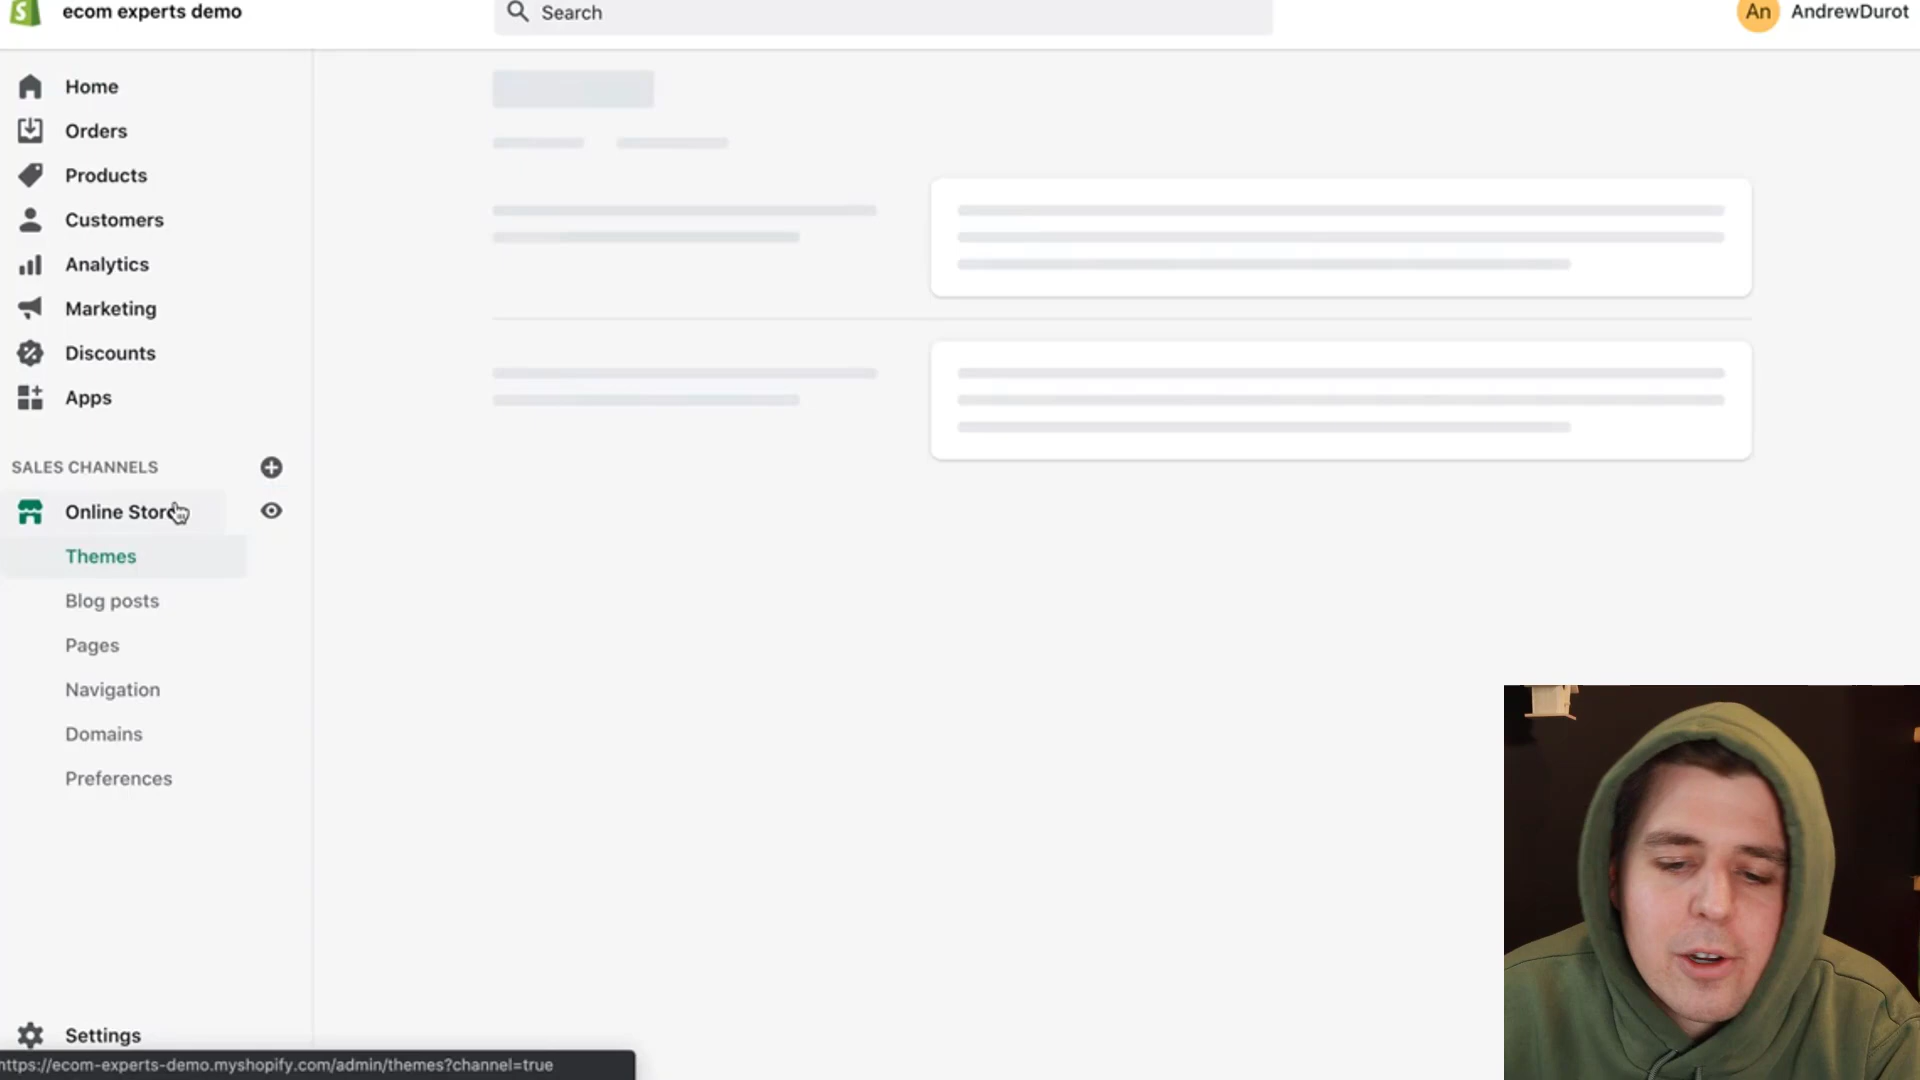 ecom experts demo
Search
An
AndrewDurot
Home
Orders
Products
Customers
Analytics
Marketing
Discounts
Apps
SALES CHANNELS
Online Store
Themes
Blog posts
Pages
Navigation
Domains
Preferences
Settings
https://ecom-experts-demo.myshopify.com/admin/themes?channel=true